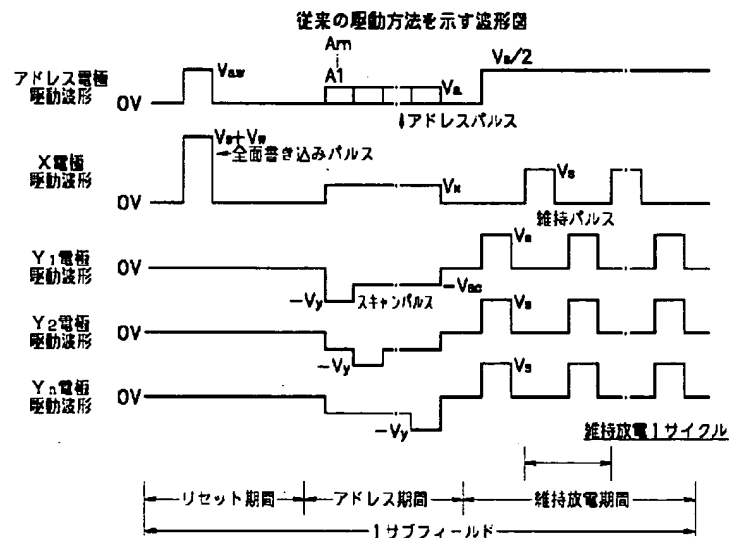 従来の駆動方法を示す波形図
Am
A1
アドレス電極
駆動波形
0V
Vaw
Va
Vs/2
アドレスパルス
X電極
駆動波形
0V
Vs+Vw
全面書き込みパルス
Vx
Vs
維持パルス
Y1電極
駆動波形
0V
-Vy
スキャンパルス
-Vsc
Vs
Y2電極
駆動波形
0V
-Vy
Vs
Yn電極
駆動波形
0V
-Vy
Vs
維持放電1サイクル
リセット期間
アドレス期間
維持放電期間
1サブフィールド